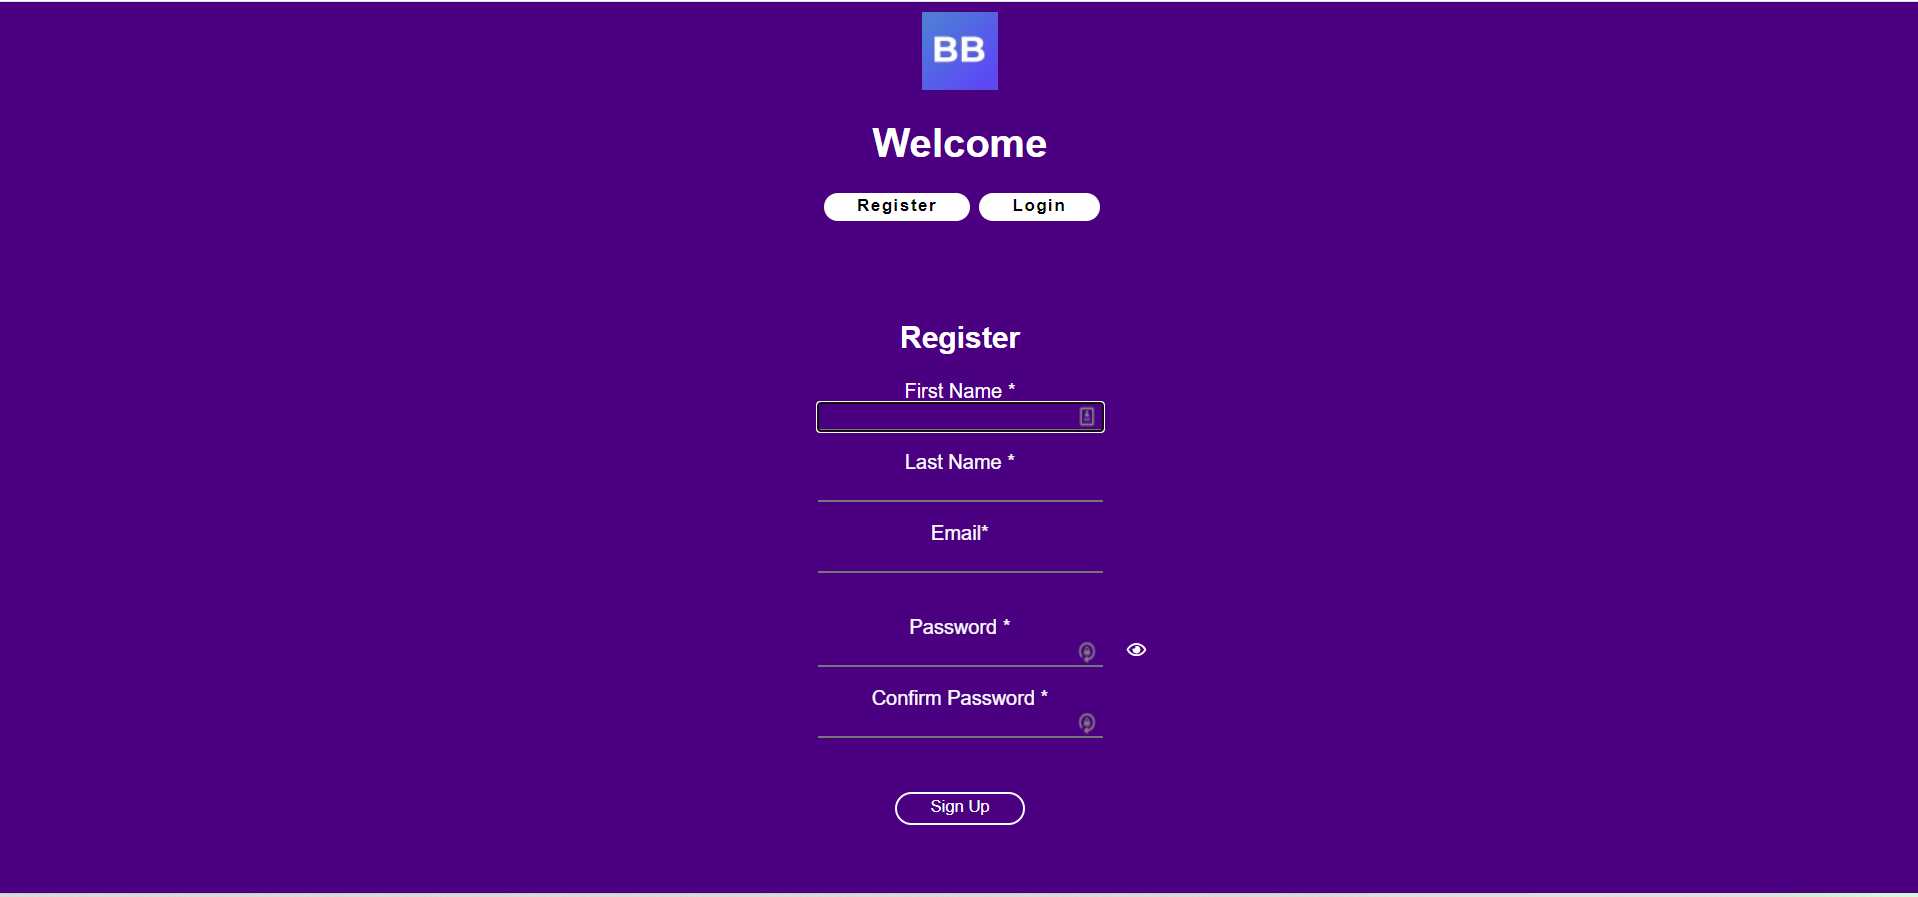 BB
Welcome
Register Login
Register
First Name *
Last Name *
Email*
Password *
Confirm Password *
Sign Up